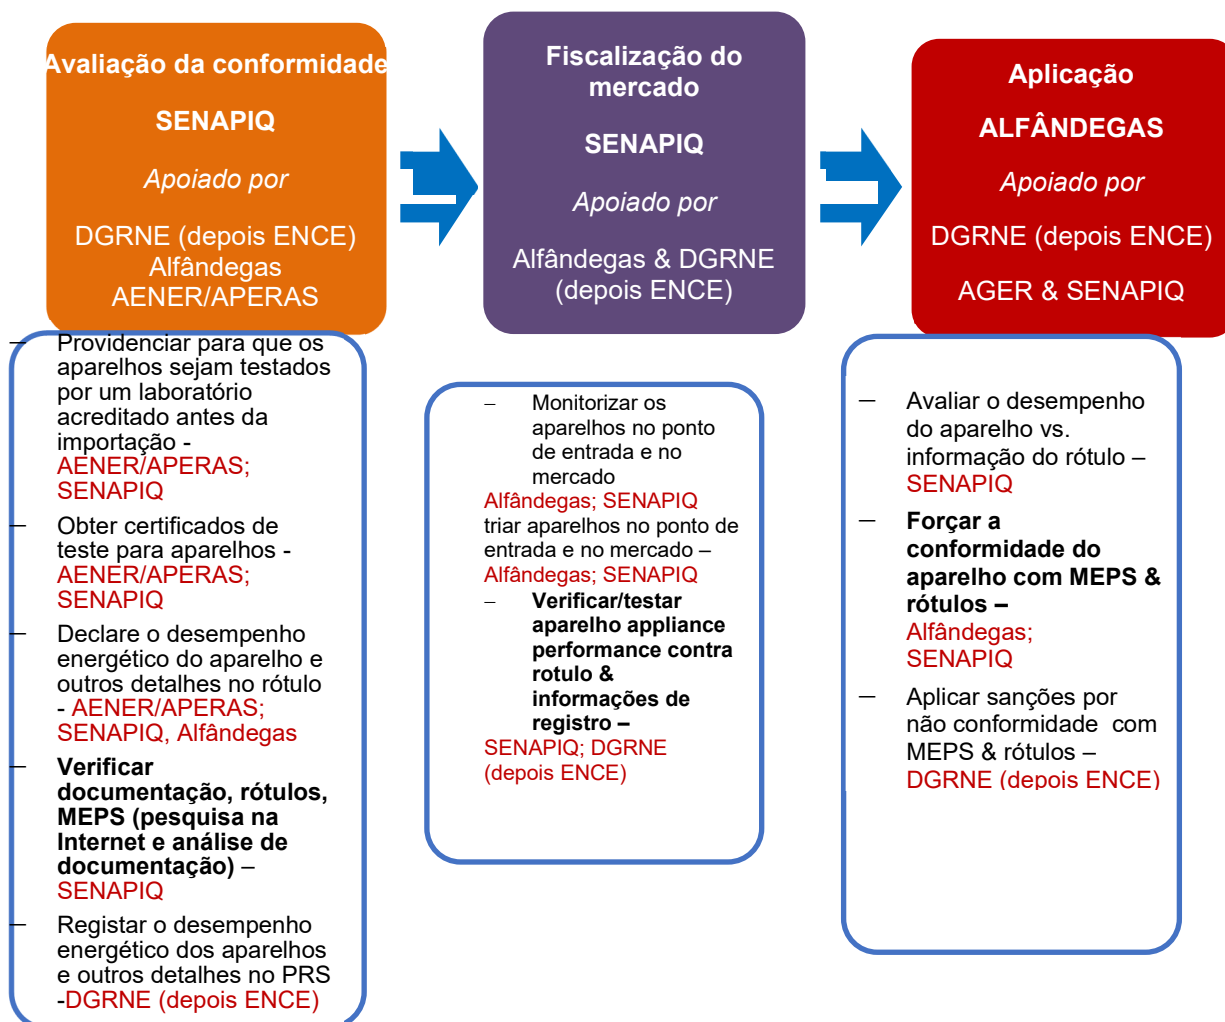 Avaliação da conformidade
SENAPIQ
Apoiado por
DGRNE (depois ENCE)
Alfândegas
AENER/APERAS
Fiscalização do
mercado
SENAPIQ
Apoiado por
Alfândegas & DGRNE
(depois ENCE)
Aplicação
ALFÂNDEGAS
Apoiado por
DGRNE (depois ENCE)
AGER & SENAPIQ
— Providenciar para que os
aparelhos sejam testados
por um laboratório
acreditado antes da
importação -
AENER/APERAS;
SENAPIQ
— Obter certificados de
teste para aparelhos -
AENER/APERAS;
SENAPIQ
— Declare o desempenho
energético do aparelho e
outros detalhes no rótulo
- AENER/APERAS;
SENAPIQ, Alfândegas
— Verificar
documentação, rótulos,
MEPS (pesquisa na
Internet e análise de
documentação) –
SENAPIQ
— Registar o desempenho
energético dos aparelhos
e outros detalhes no PRS
-DGRNE (depois ENCE)
– Monitorizar os
aparelhos no ponto
de entrada e no
mercado
Alfândegas; SENAPIQ
triar aparelhos no ponto de
entrada e no mercado –
Alfândegas; SENAPIQ
– Verificar/testar
aparelho appliance
performance contra
rotulo &
informações de
registro –
SENAPIQ; DGRNE
(depois ENCE)
— Avaliar o desempenho
do aparelho vs.
informação do rótulo –
SENAPIQ
— Forçar a
conformidade do
aparelho com MEPS &
rótulos –
Alfândegas;
SENAPIQ
— Aplicar sanções por
não conformidade com
MEPS & rótulos –
DGRNE (depois ENCE)